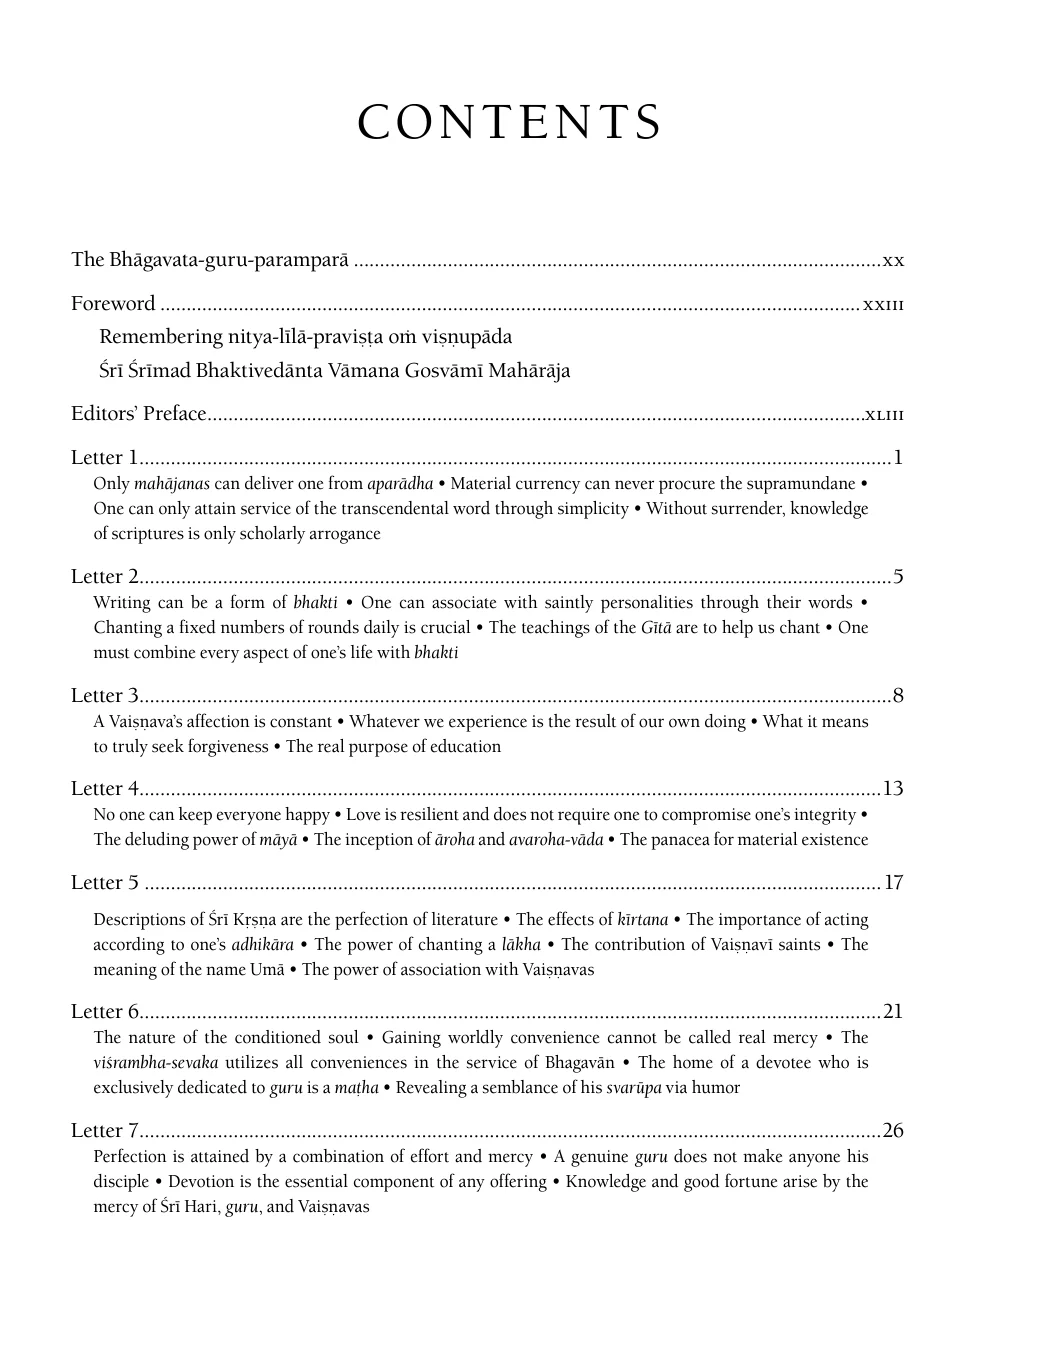 CONTENTS
The Bhāgavata-guru-paramparā ........................................................................................................xx
Foreword ........................................................................................................................................xxiii
Remembering nitya-līlā-praviṣṭa oṁ viṣṇupāda
Śrī Śrīmad Bhaktivedānta Vāmana Gosvāmī Mahārāja
Editors’ Preface................................................................................................................................xliii
Letter 1................................................................................................................................................1
Only mahājanas can deliver one from aparādha • Material currency can never procure the supramundane •
One can only attain service of the transcendental word through simplicity • Without surrender, knowledge
of scriptures is only scholarly arrogance
Letter 2................................................................................................................................................5
Writing can be a form of bhakti • One can associate with saintly personalities through their words •
Chanting a fixed numbers of rounds daily is crucial • The teachings of the Gītā are to help us chant • One
must combine every aspect of one’s life with bhakti
Letter 3................................................................................................................................................8
A Vaiṣṇava’s affection is constant • Whatever we experience is the result of our own doing • What it means
to truly seek forgiveness • The real purpose of education
Letter 4..............................................................................................................................................13
No one can keep everyone happy • Love is resilient and does not require one to compromise one’s integrity •
The deluding power of māyā • The inception of āroha and avaroha-vāda • The panacea for material existence
Letter 5 .............................................................................................................................................17
Descriptions of Śrī Kṛṣṇa are the perfection of literature • The effects of kīrtana • The importance of acting
according to one’s adhikāra • The power of chanting a lākha • The contribution of Vaiṣṇavī saints • The
meaning of the name Umā • The power of association with Vaiṣṇavas
Letter 6..............................................................................................................................................21
The nature of the conditioned soul • Gaining worldly convenience cannot be called real mercy • The
viśrambha-sevaka utilizes all conveniences in the service of Bhagavān • The home of a devotee who is
exclusively dedicated to guru is a maṭha • Revealing a semblance of his svarūpa via humor
Letter 7..............................................................................................................................................26
Perfection is attained by a combination of effort and mercy • A genuine guru does not make anyone his
disciple • Devotion is the essential component of any offering • Knowledge and good fortune arise by the
mercy of Śrī Hari, guru, and Vaiṣṇavas